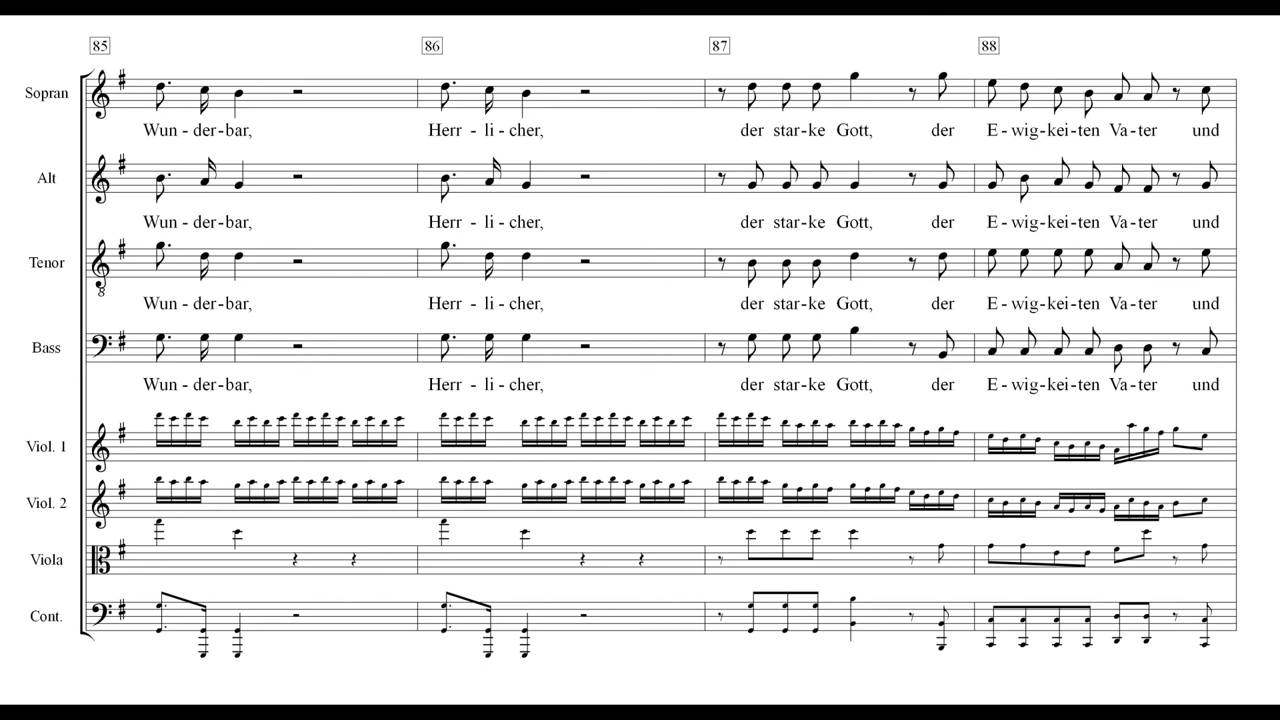 85 86 87 88
Sopran
Wun - der - bar, Herr - li - cher, der star - ke Gott, der E - wig - kei - ten Va - ter und
Alt
Wun - der - bar, Herr - li - cher, der star - ke Gott, der E - wig - kei - ten Va - ter und
Tenor
8
Wun - der - bar, Herr - li - cher, der star - ke Gott, der E - wig - kei - ten Va - ter und
Bass
Wun - der - bar, Herr - li - cher, der star - ke Gott, der E - wig - kei - ten Va - ter und
Viol. 1
Viol. 2
Viola
Cont.